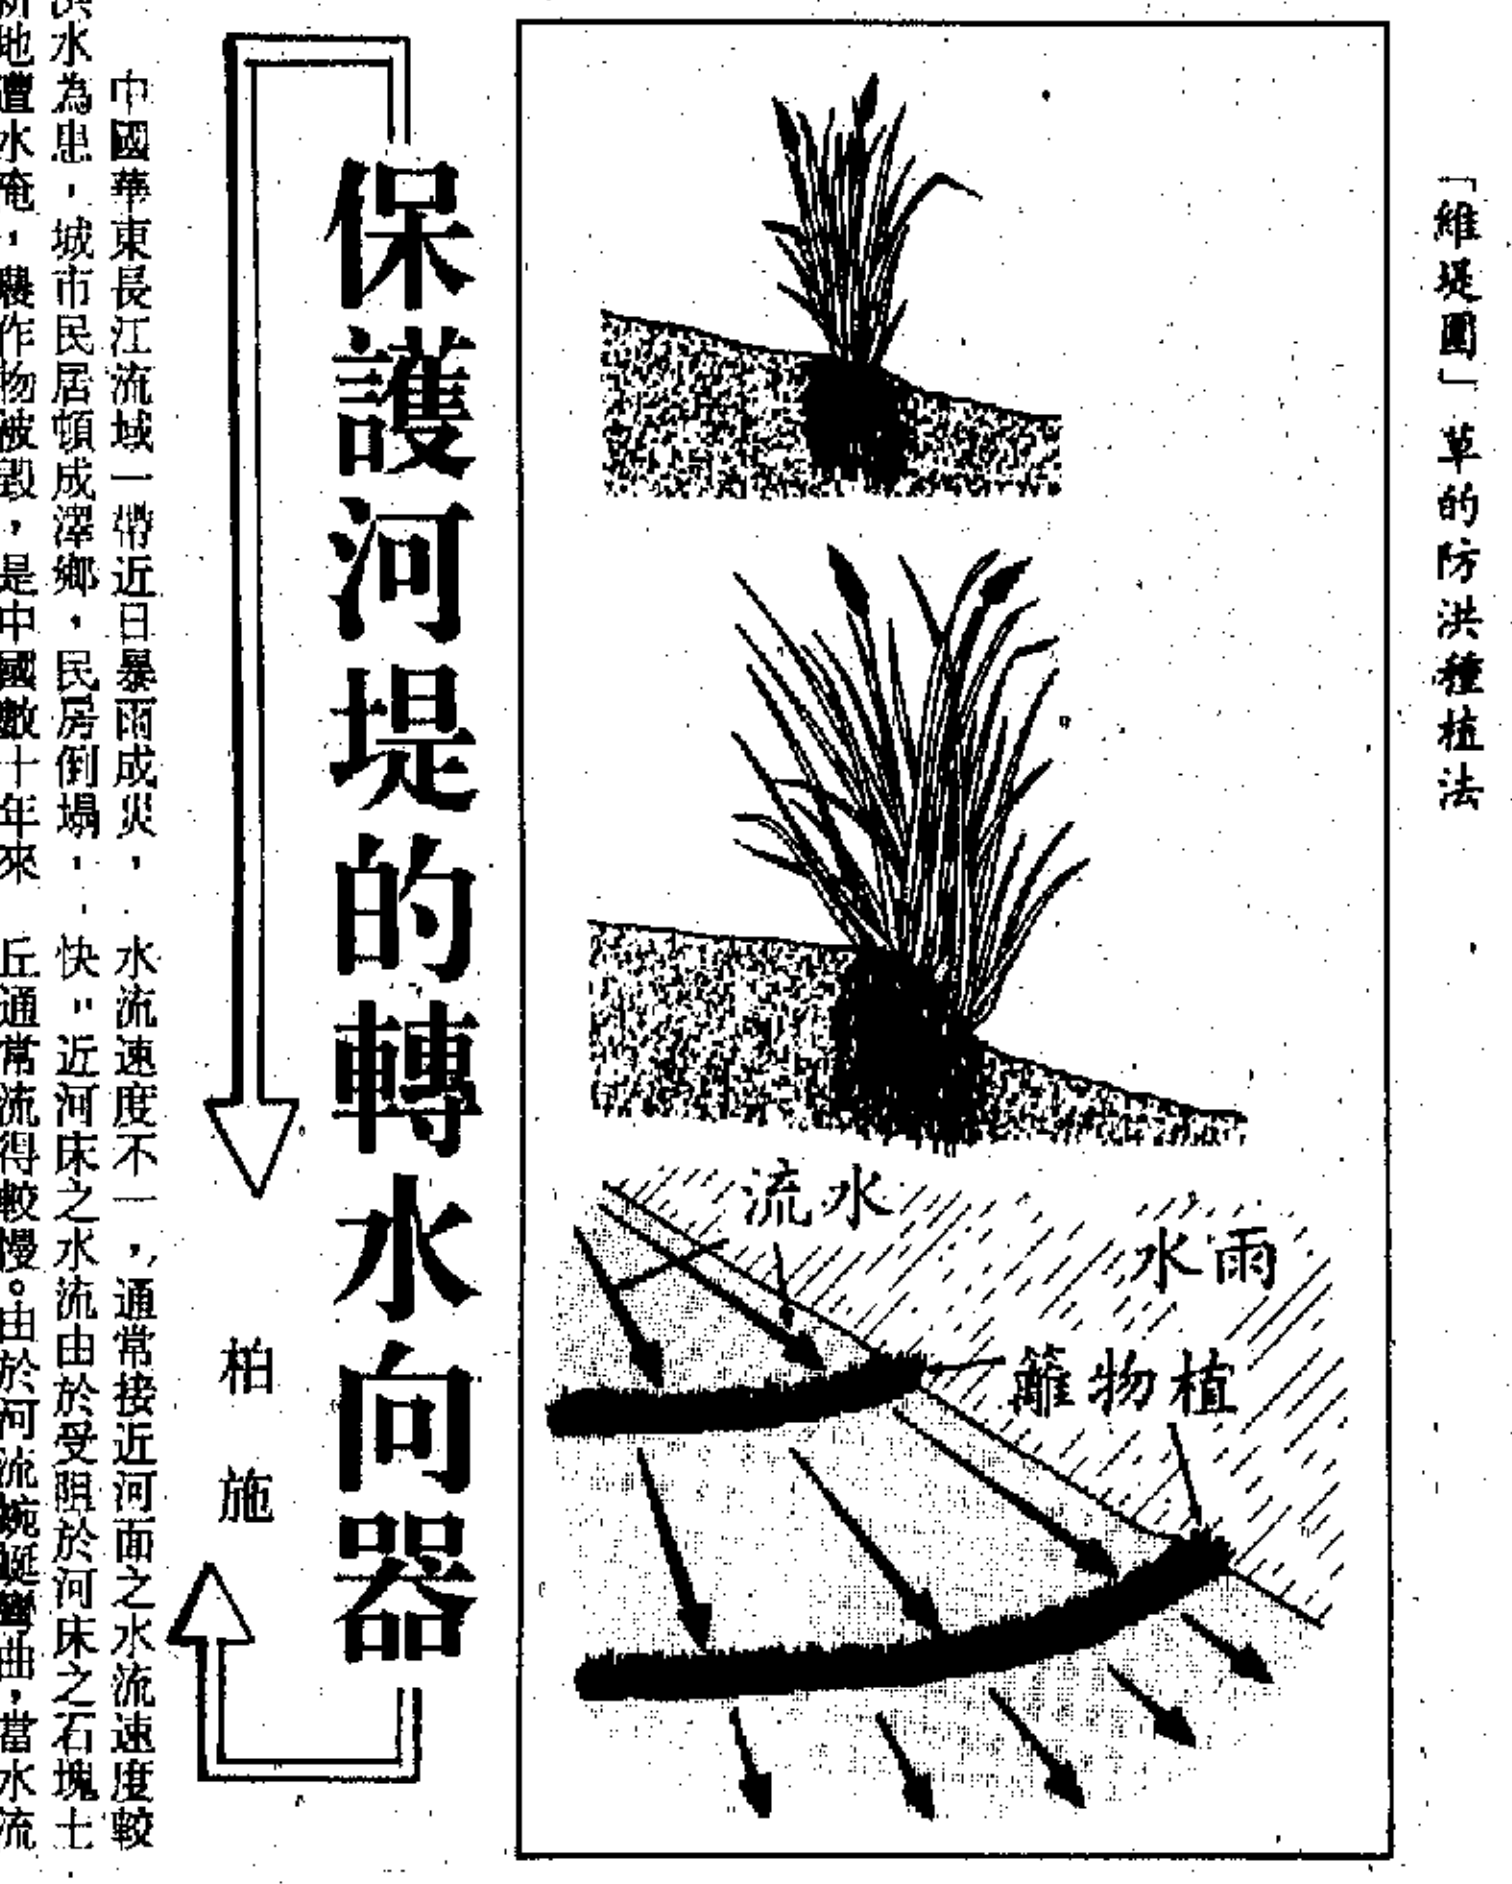 「維堤圃」草的防洪種植法
水流
雨水
植物籬
保護河堤的轉水向器
柏施
中國華東長江流域一帶近日暴雨成災，
洪水為患，城市民居頓成澤鄉，民房倒塌，
地遭水淹，農作物被毀，是中國數十年來
水流速度不一，通常接近河面之水流速度較
快，近河床之水流由於受阻於河床之石塊土
丘通常流得較慢。由於河流蜿蜒彎曲，當水流